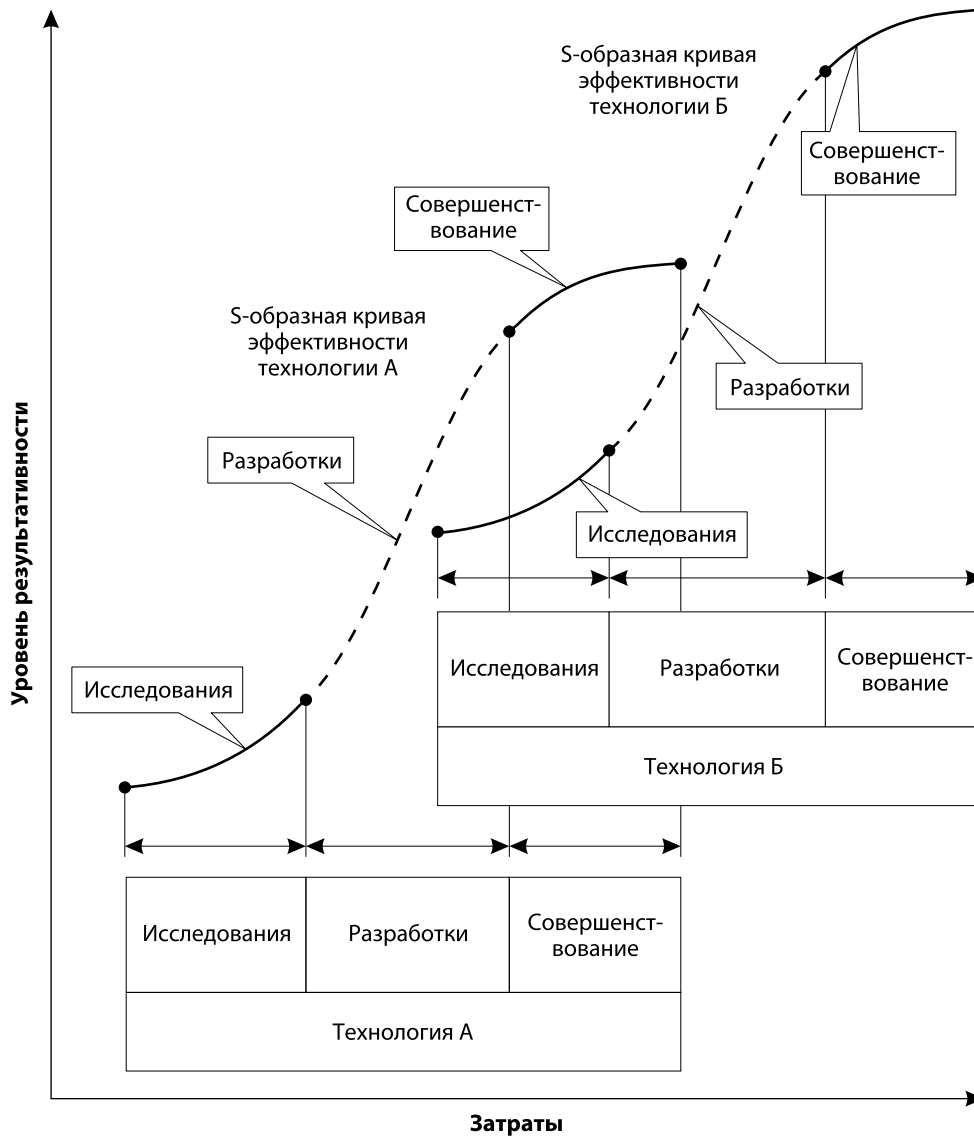 S-образная кривая
эффективности
технологии Б
Совершенст-
вование
Совершенст-
вование
S-образная кривая
эффективности
технологии А
Разработки
Разработки
Исследования
Исследования
Уровень результативности
Исследования
Разработки
Совершенст-
вование
Технология Б
Исследования
Разработки
Совершенст-
вование
Технология А
Затраты